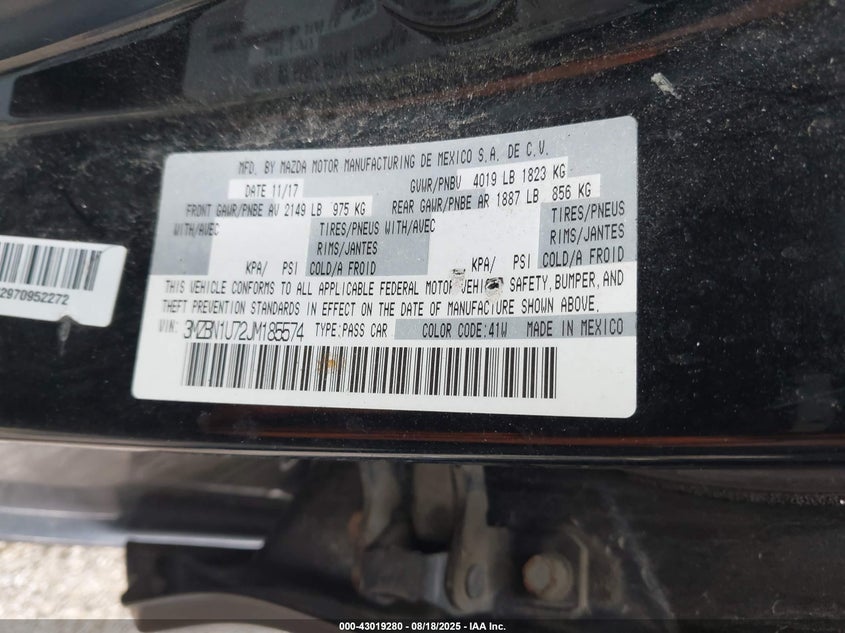 MFD. BY MAZDA MOTOR MANUFACTURING DE MEXICO S.A. DE C.V.
DATE 11/17 GVWR/PNBV 4019 LB 1823 KG
FRONT GAWR/PNBE AV 2149 LB 975 KG REAR GAWR/PNBE AR 1887 LB 856 KG
WITH/AVEC TIRES/PNEUS WITH/AVEC TIRES/PNEUS
RIMS/JANTES RIMS/JANTES
KPA/ PSI COLD/A FROID KPA/ PSI COLD/A FROID
THIS VEHICLE CONFORMS TO ALL APPLICABLE FEDERAL MOTOR VEHICLE SAFETY, BUMPER, AND
THEFT PREVENTION STANDARDS IN EFFECT ON THE DATE OF MANUFACTURE SHOWN ABOVE.
VIN: 3MZBN1U72JM185574 TYPE:PASS CAR COLOR CODE:41W MADE IN MEXICO
2970952272
000-43019280 - 08/18/2025 - IAA Inc.